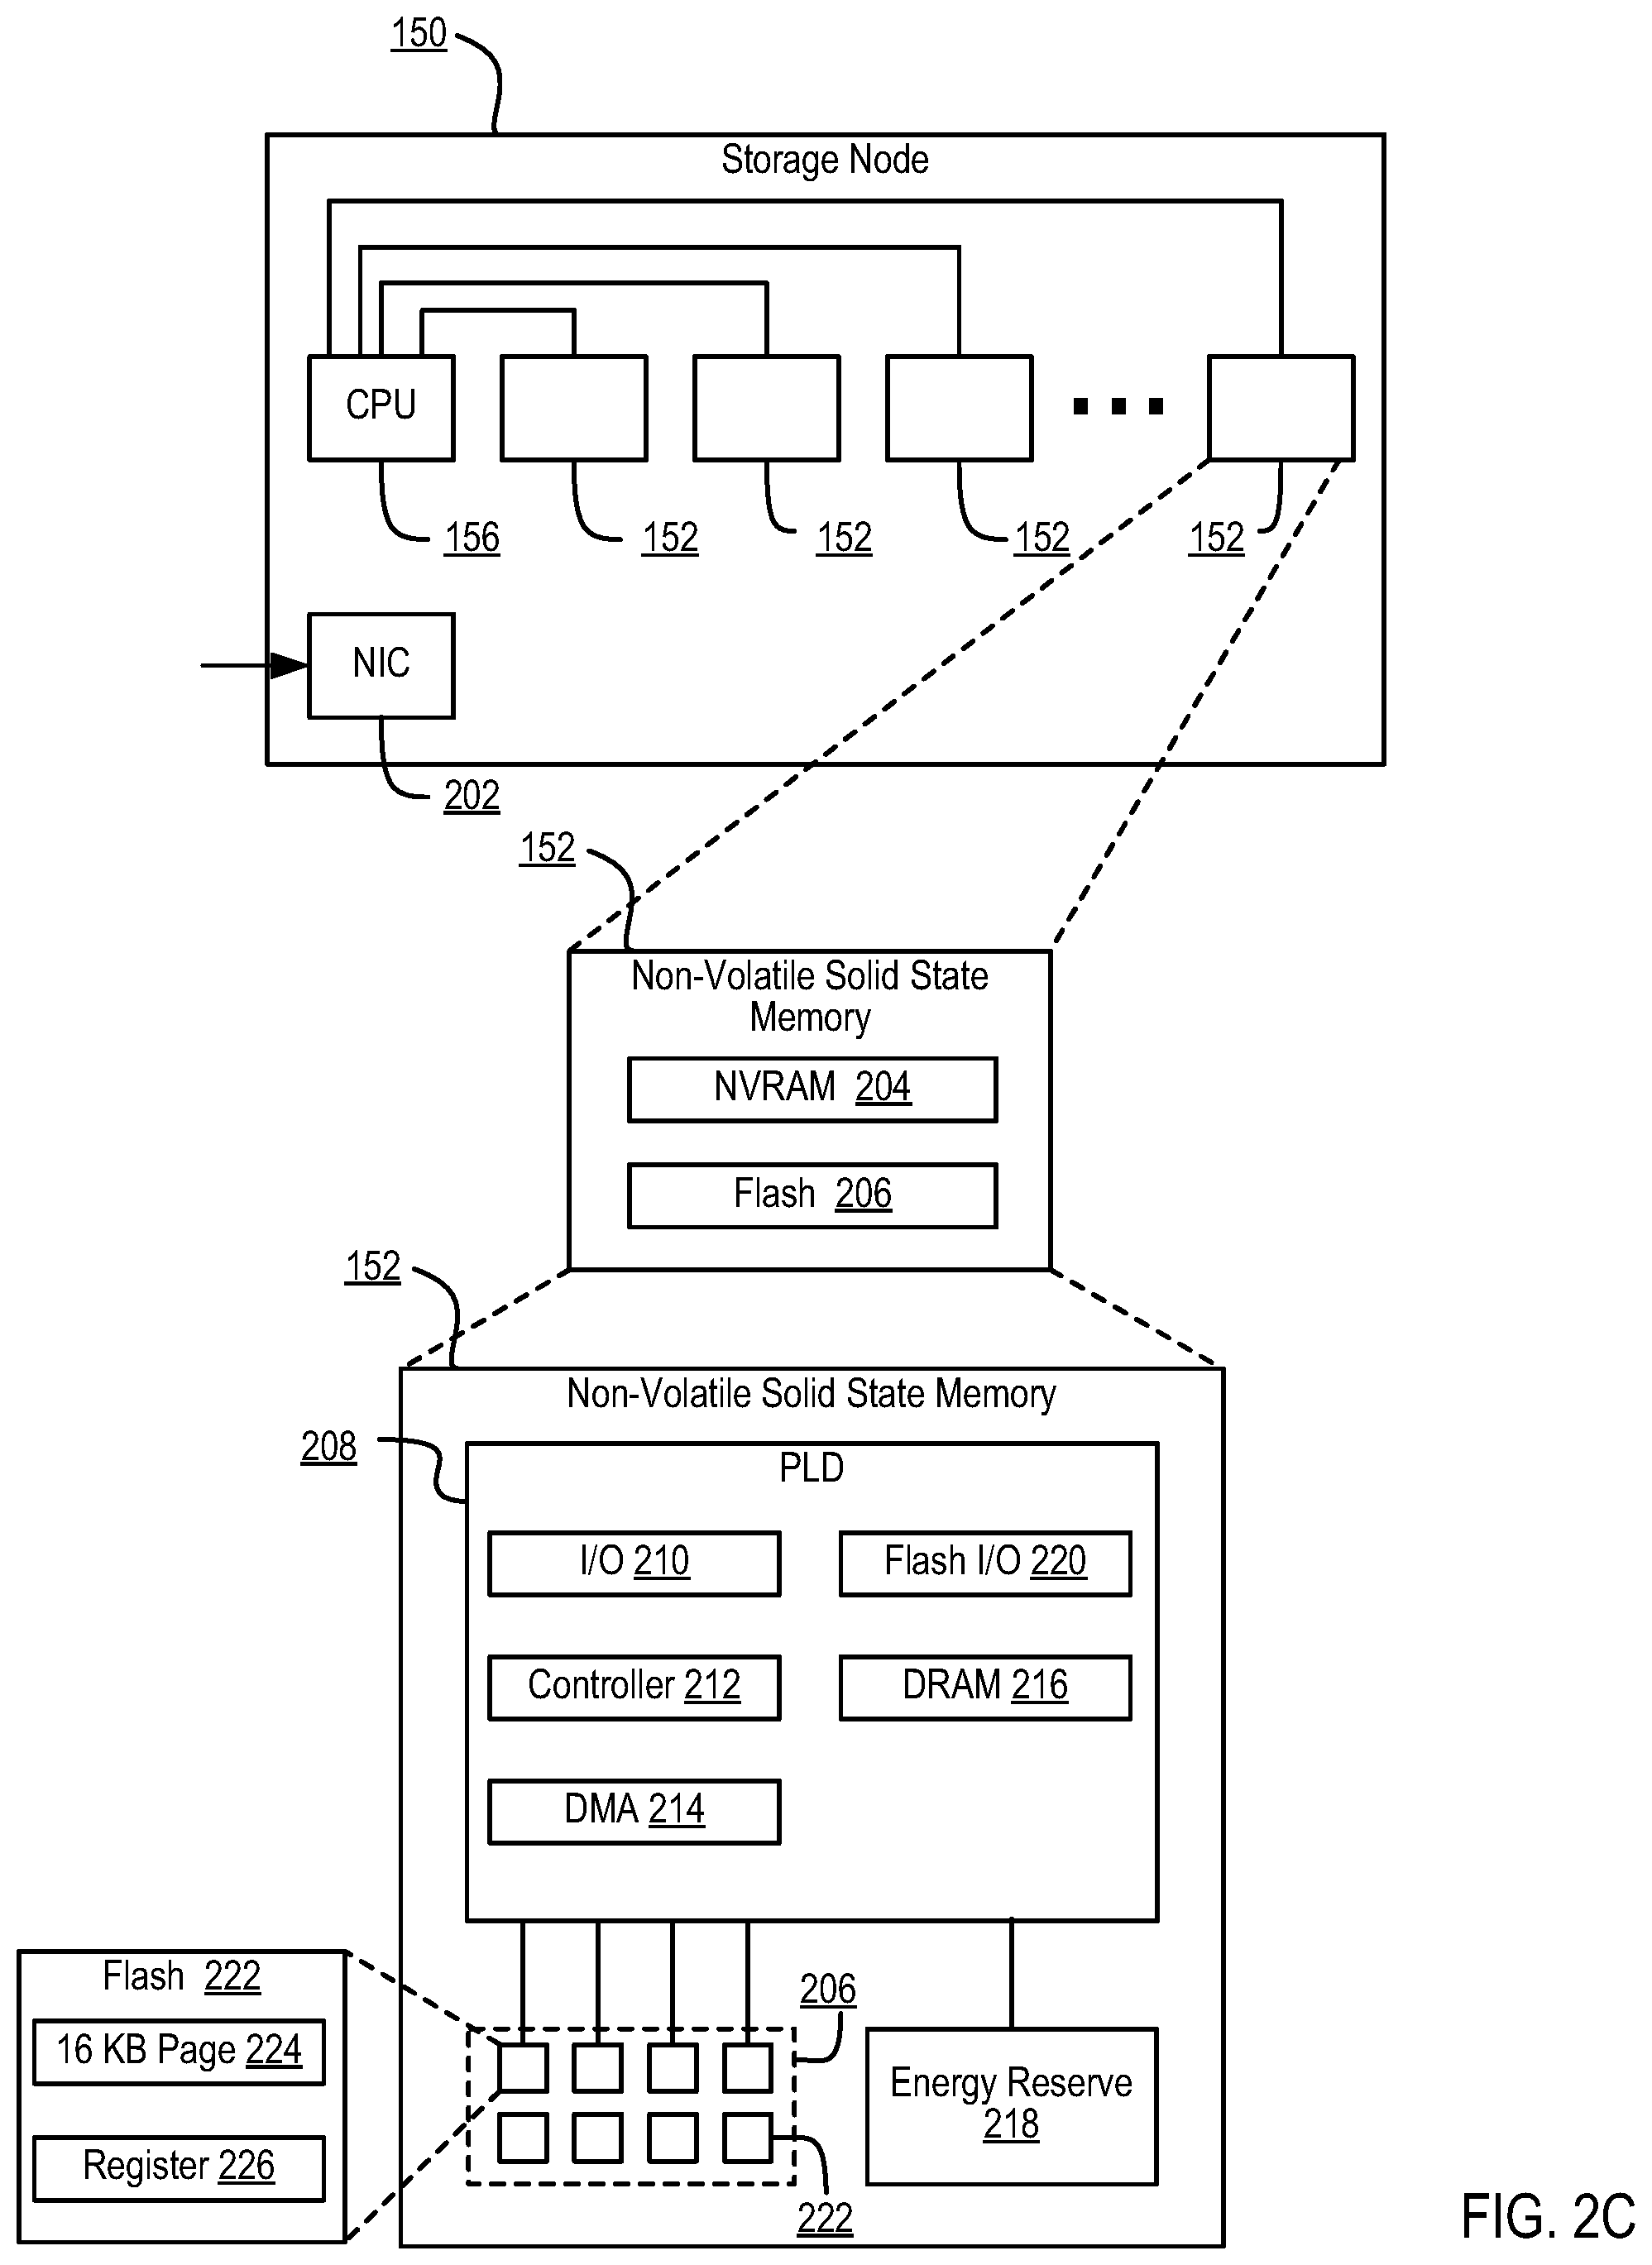 150
Storage Node
CPU
156
152
152
152
152
NIC
202
152
Non-Volatile Solid State
Memory
NVRAM 204
Flash 206
152
Non-Volatile Solid State Memory
208
PLD
I/O 210
Flash I/O 220
Controller 212
DRAM 216
DMA 214
Flash 222
16 KB Page 224
Register 226
206
222
Energy Reserve
218
FIG. 2C